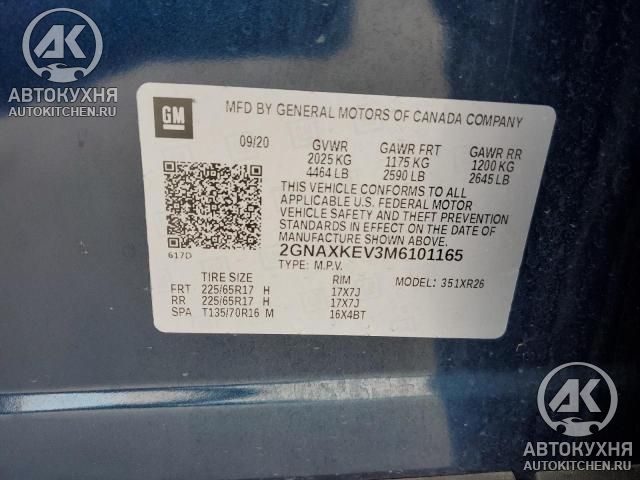 AK
АВТОКУХНЯ
AUTOKITCHEN.RU
GM
MFD BY GENERAL MOTORS OF CANADA COMPANY
09/20 GVWR GAWR FRT GAWR RR
2025 KG 1175 KG 1200 KG
4464 LB 2590 LB 2645 LB
THIS VEHICLE CONFORMS TO ALL
APPLICABLE U.S. FEDERAL MOTOR
VEHICLE SAFETY AND THEFT PREVENTION
STANDARDS IN EFFECT ON THE DATE OF
MANUFACTURE SHOWN ABOVE.
617D
2GNAXKEV3M6101165
TYPE: M.P.V.
TIRE SIZE RIM MODEL: 351XR26
FRT 225/65R17 H 17X7J
RR 225/65R17 H 17X7J
SPA T135/70R16 M 16X4BT
AK
АВТОКУХНЯ
AUTOKITCHEN.RU